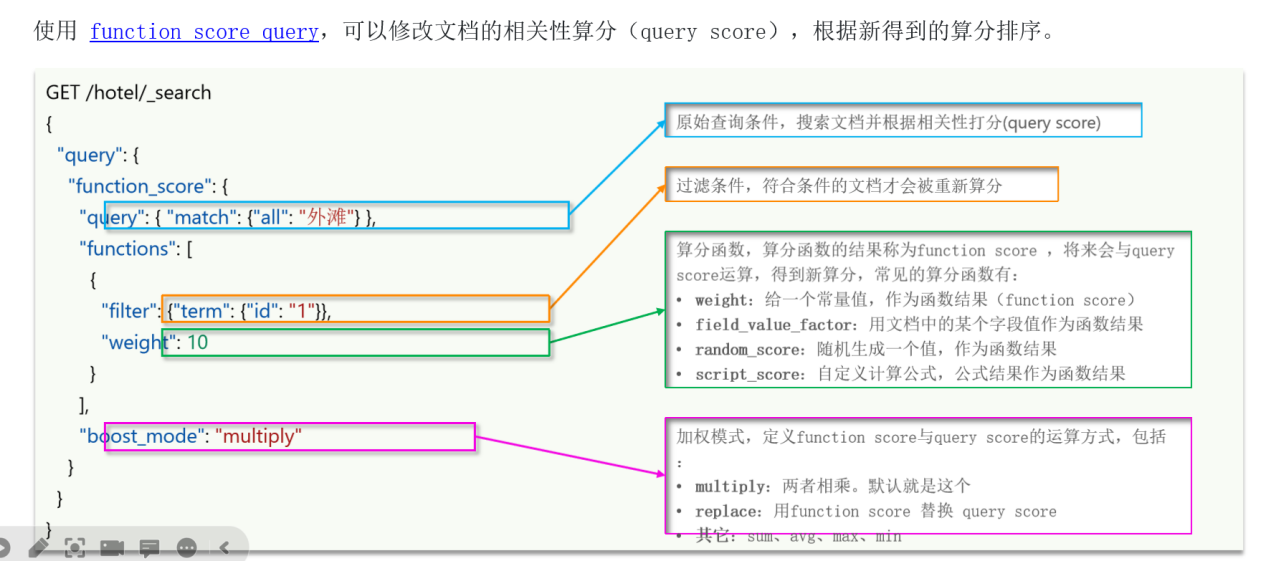 使用 function score query，可以修改文档的相关性算分（query score），根据新得到的算分排序。
GET /hotel/_search
{
"query": {
"function_score": {
"query": { "match": {"all": "外滩"} },
"functions": [
{
"filter": {"term": {"id": "1"}},
"weight": 10
}
],
"boost_mode": "multiply"
}
}
}
原始查询条件，搜索文档并根据相关性打分(query score)
过滤条件，符合条件的文档才会被重新算分
算分函数，算分函数的结果称为function score ，将来会与query
score运算，得到新算分，常见的算分函数有：
• weight：给一个常量值，作为函数结果（function score）
• field_value_factor：用文档中的某个字段值作为函数结果
• random_score：随机生成一个值，作为函数结果
• script_score：自定义计算公式，公式结果作为函数结果
加权模式，定义function score与query score的运算方式，包括
：
• multiply：两者相乘。默认就是这个
• replace：用function score 替换 query score
• 其它：sum、avg、max、min